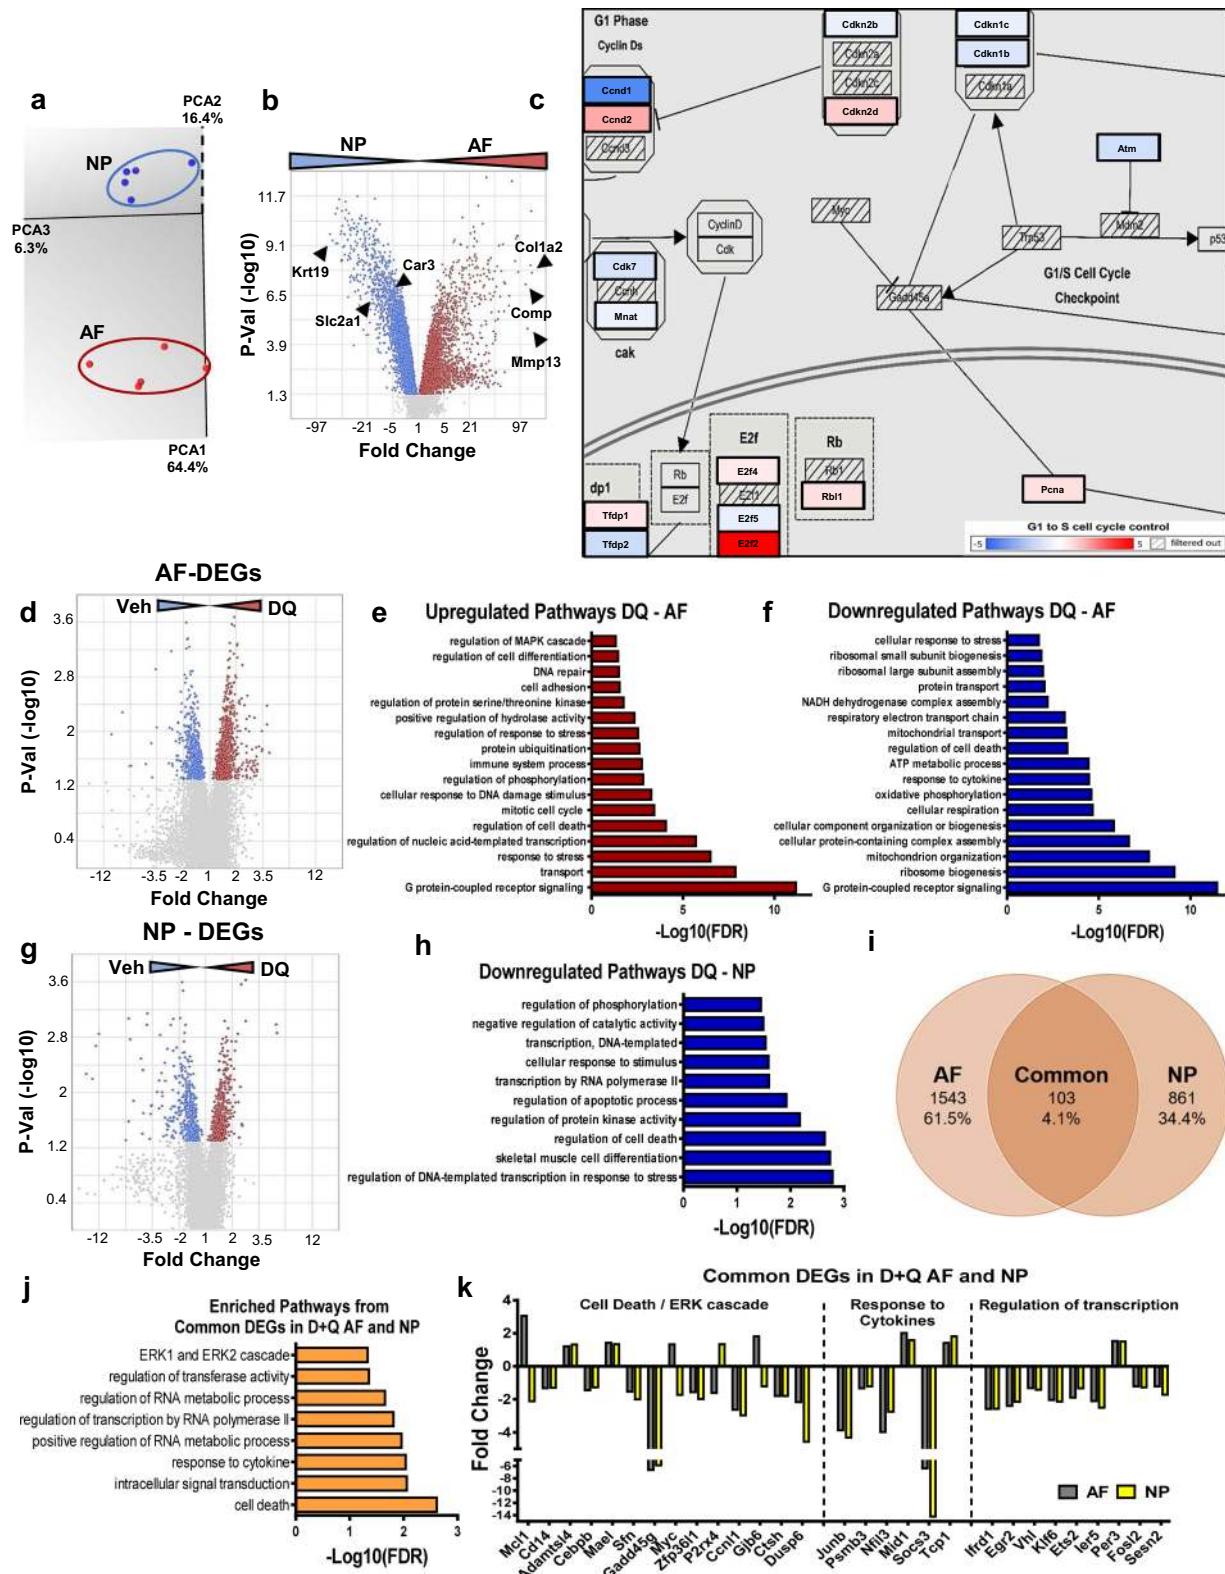 a
PCA2
16.4%
NP
PCA3
6.3%
AF
PCA1
64.4%
b
NP
AF
11.7
9.1
6.5
3.9
1.3
P-Val (-log10)
Krt19
Car3
Slc2a1
Col1a2
Comp
Mmp13
-97
-21
-5
1
5
21
97
Fold Change
c
G1 Phase
Cyclin Ds
Ccnd1
Ccnd2
Ccnd3
Cdkn2b
Cdkn2a
Cdkn2c
Cdkn2d
Cdkn1c
Cdkn1b
Cdkn1a
Atm
Myc
Trp53
Mdm2
p53
CyclinD
Cdk
Gadd45a
G1/S Cell Cycle
Checkpoint
Cdk7
Ccnh
Mnat
cak
E2f
Rb
Rb
E2f
dp1
Tfdp1
Tfdp2
E2f4
E2f1
E2f5
E2f2
Rb1
Rbl1
Pcna
G1 to S cell cycle control
-5
5
filtered out
d
AF-DEGs
Veh
DQ
3.6
2.8
2
1.2
0.4
P-Val (-log10)
-12
-3.5
-2
1
2
3.5
12
Fold Change
e
Upregulated Pathways DQ - AF
regulation of MAPK cascade
regulation of cell differentiation
DNA repair
cell adhesion
regulation of protein serine/threonine kinase
positive regulation of hydrolase activity
regulation of response to stress
protein ubiquitination
immune system process
regulation of phosphorylation
cellular response to DNA damage stimulus
mitotic cell cycle
regulation of cell death
regulation of nucleic acid-templated transcription
response to stress
transport
G protein-coupled receptor signaling
0
5
10
-Log10(FDR)
f
Downregulated Pathways DQ - AF
cellular response to stress
ribosomal small subunit biogenesis
ribosomal large subunit assembly
protein transport
NADH dehydrogenase complex assembly
respiratory electron transport chain
mitochondrial transport
regulation of cell death
ATP metabolic process
response to cytokine
oxidative phosphorylation
cellular respiration
cellular component organization or biogenesis
cellular protein-containing complex assembly
mitochondrion organization
ribosome biogenesis
G protein-coupled receptor signaling
0
5
10
-Log10(FDR)
g
NP - DEGs
Veh
DQ
3.6
2.8
2
1.2
0.4
P-Val (-log10)
-12
-3.5
-2
1
2
3.5
12
Fold Change
h
Downregulated Pathways DQ - NP
regulation of phosphorylation
negative regulation of catalytic activity
transcription, DNA-templated
cellular response to stimulus
transcription by RNA polymerase II
regulation of apoptotic process
regulation of protein kinase activity
regulation of cell death
skeletal muscle cell differentiation
regulation of DNA-templated transcription in response to stress
0
1
2
3
-Log10(FDR)
i
AF
1543
61.5%
Common
103
4.1%
NP
861
34.4%
j
Enriched Pathways from
Common DEGs in D+Q AF and NP
ERK1 and ERK2 cascade
regulation of transferase activity
regulation of RNA metabolic process
regulation of transcription by RNA polymerase II
positive regulation of RNA metabolic process
response to cytokine
intracellular signal transduction
cell death
0
1
2
3
-Log10(FDR)
k
Common DEGs in D+Q AF and NP
Cell Death / ERK cascade
Response to
Cytokines
Regulation of transcription
Fold Change
4
2
0
-2
-4
-6
-8
-10
-12
-14
AF
NP
Mcl1
Cd14
Adamtsl4
Cebpb
Mael
Sfn
Gadd45g
Myc
Zfp36l1
P2rx4
Ccnl1
Gjb6
Ctsh
Dusp6
Junb
Psmb3
Nfil3
Mid1
Socs3
Tcp1
Ifrd1
Egr2
Vhl
Klf6
Ets2
Ier5
Per3
Fosl2
Sesn2